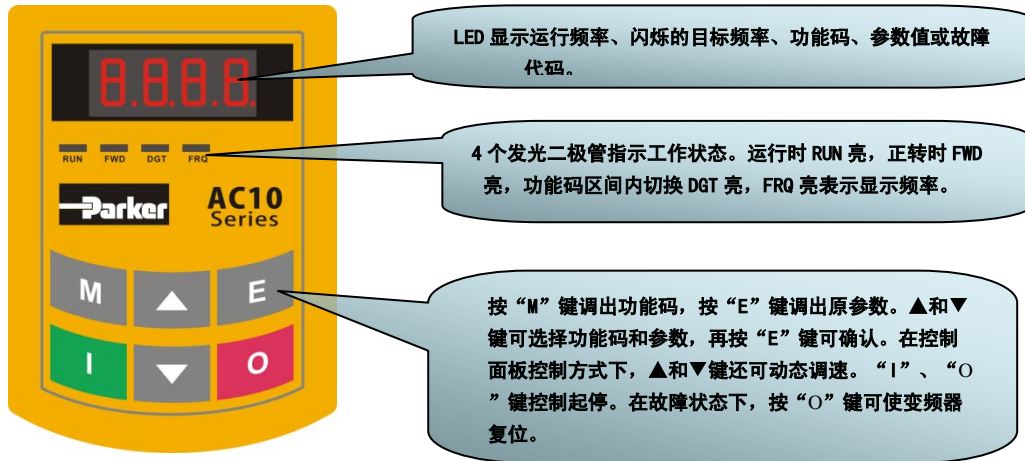 LED 显示运行频率、闪烁的目标频率、功能码、参数值或故障
代码。
8.8.8.8.
RUN FWD DGT FRQ
4 个发光二极管指示工作状态。运行时 RUN 亮，正转时 FWD
亮，功能码区间内切换 DGT 亮，FRQ 亮表示显示频率。
Parker
AC10
Series
M
E
I
O
按“M”键调出功能码，按“E”键调出原参数。▲和▼
键可选择功能码和参数，再按“E”键可确认。在控制
面板控制方式下，▲和▼键还可动态调速。“I”、“O
”键控制起停。在故障状态下，按“O”键可使变频器
复位。